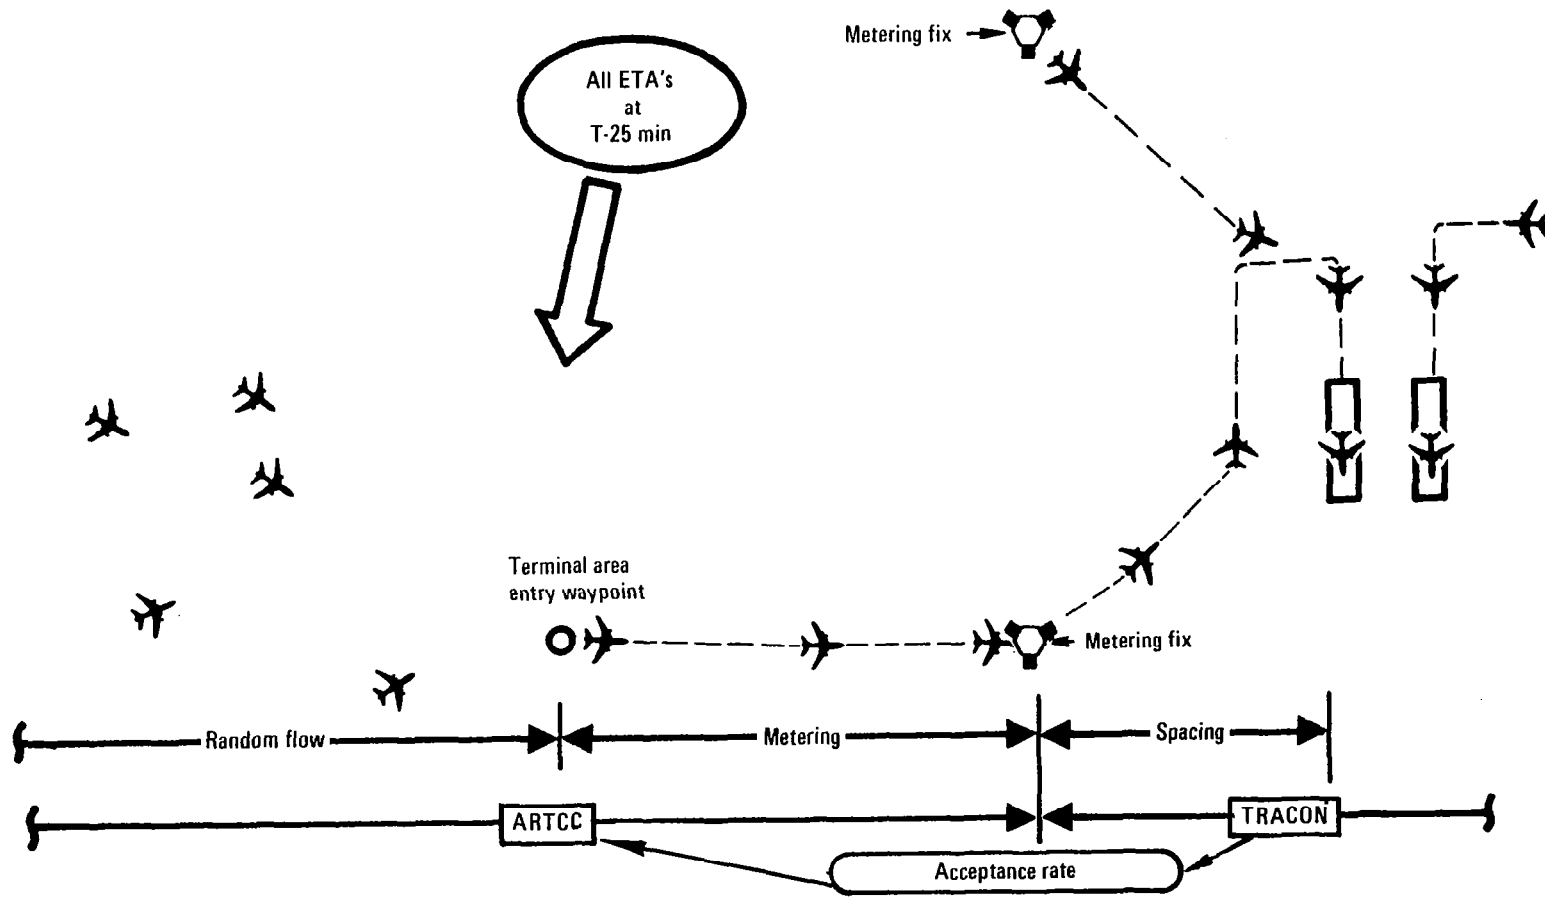 Metering fix
All ETA's
at
T-25 min
Terminal area
entry waypoint
Metering fix
Random flow
Metering
Spacing
ARTCC
TRACON
Acceptance rate